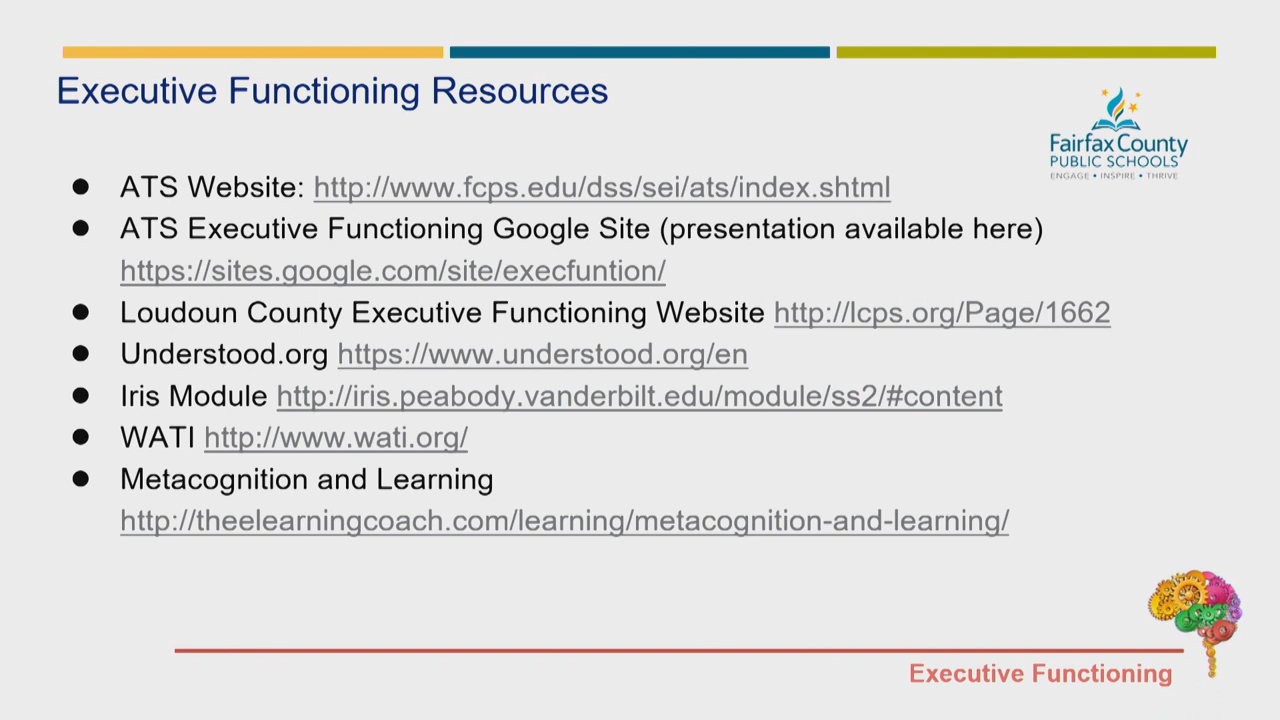 Executive Functioning Resources
Fairfax County
PUBLIC SCHOOLS
ENGAGE • INSPIRE • THRIVE
● ATS Website: http://www.fcps.edu/dss/sei/ats/index.shtml
● ATS Executive Functioning Google Site (presentation available here)
https://sites.google.com/site/execfuntion/
● Loudoun County Executive Functioning Website http://lcps.org/Page/1662
● Understood.org https://www.understood.org/en
● Iris Module http://iris.peabody.vanderbilt.edu/module/ss2/#content
● WATI http://www.wati.org/
● Metacognition and Learning
http://theelearningcoach.com/learning/metacognition-and-learning/
Executive Functioning